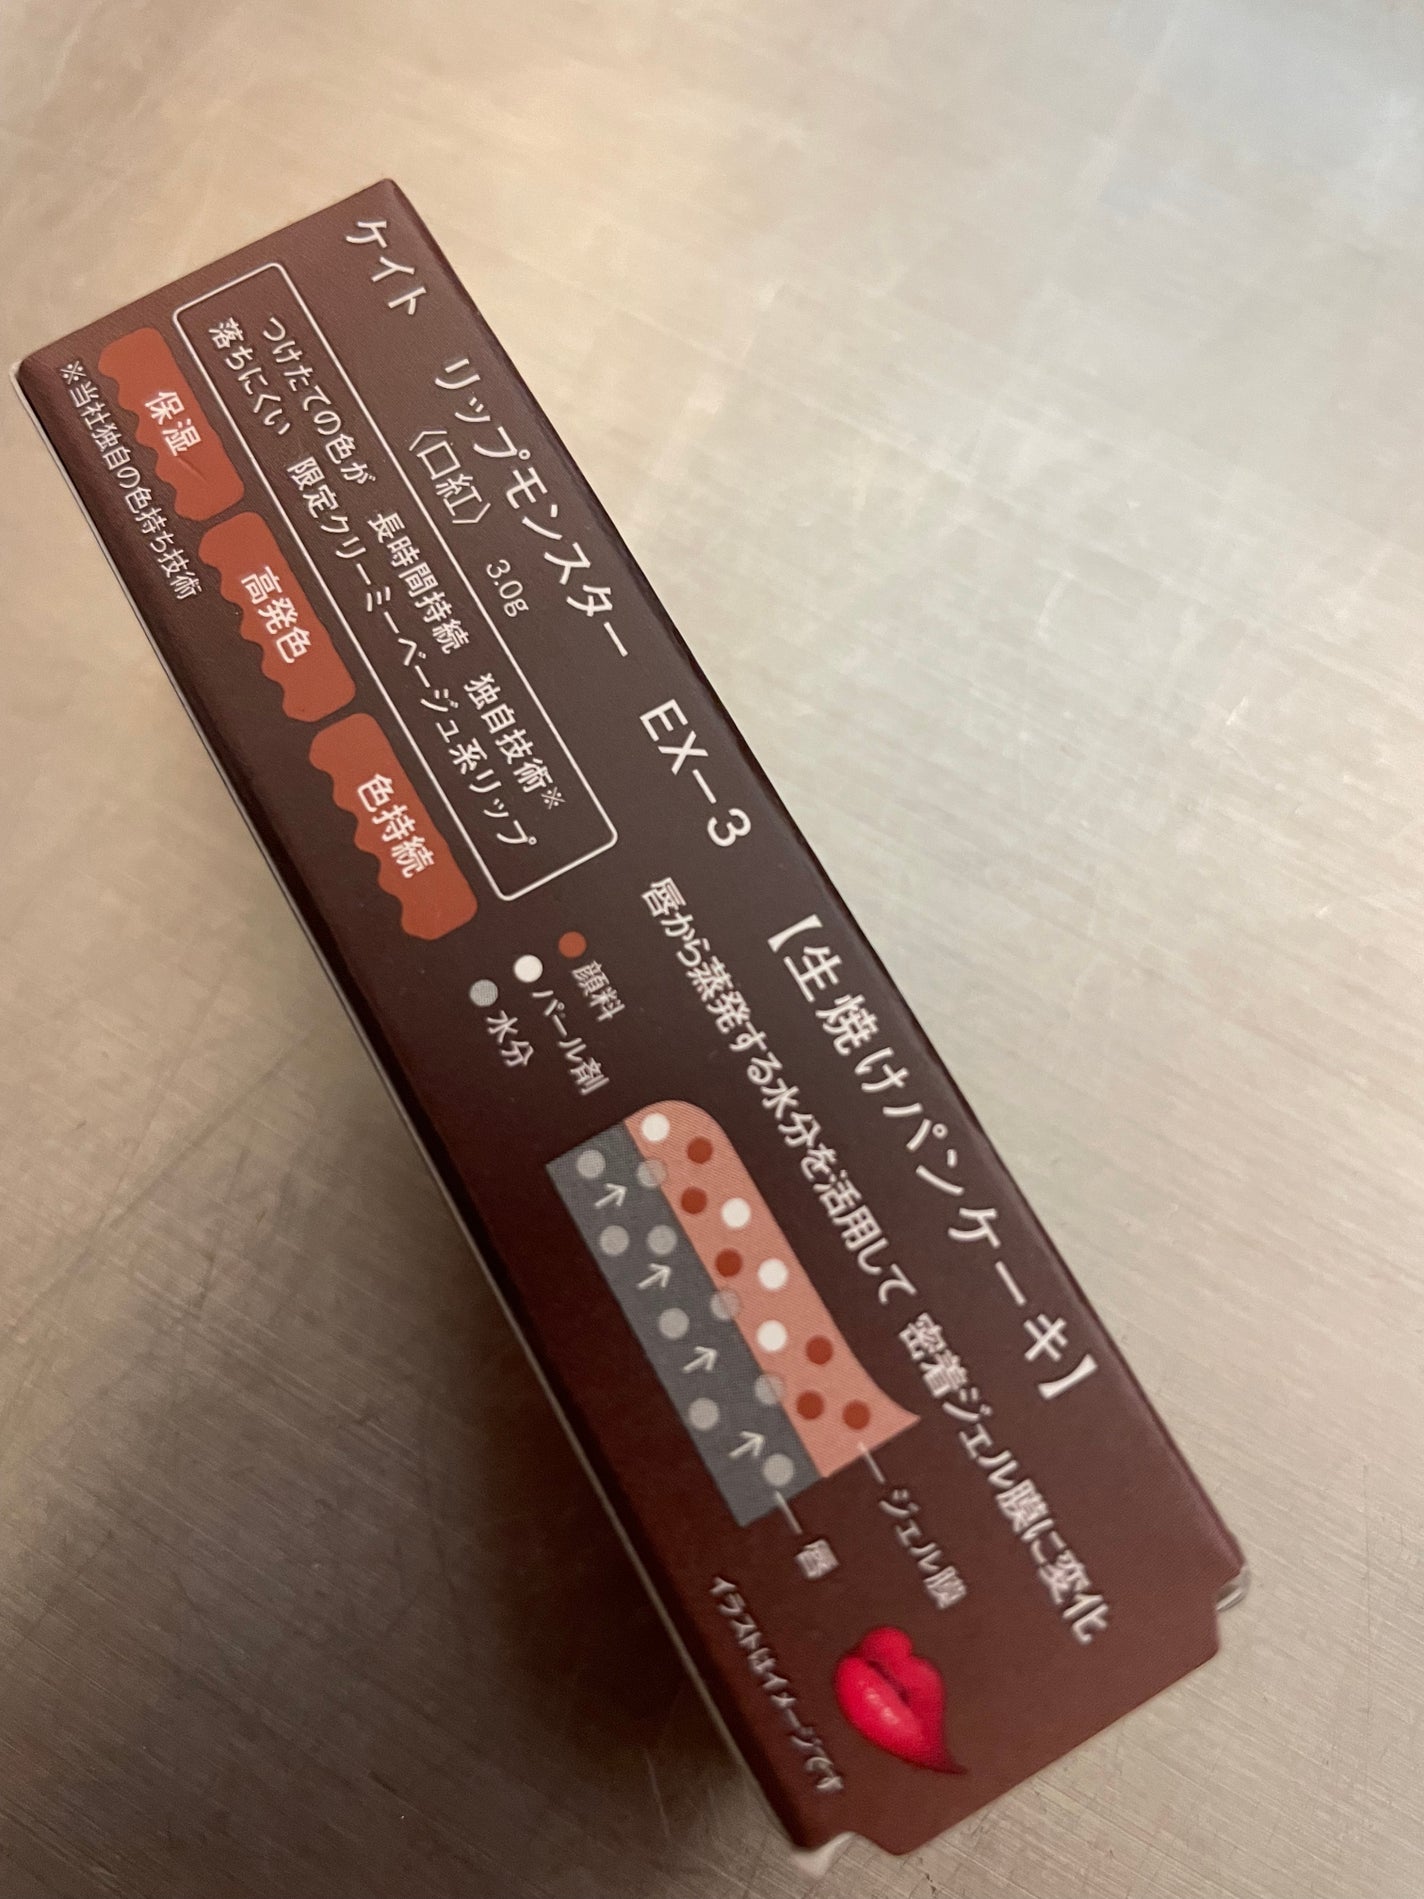 ケイト リップモンスター EX-3 【生焼けパンケーキ】
〈口紅〉 3.0g
つけたての色が 長時間持続 独自技術※
落ちにくい 限定クリーミーベージュ系リップ
保湿 高発色 色持続
※当社独自の色持ち技術
唇から蒸発する水分を活用して 密着ジェル膜に変化
顔料
パール剤
水分
ジェル膜
唇
イラストはイメージです